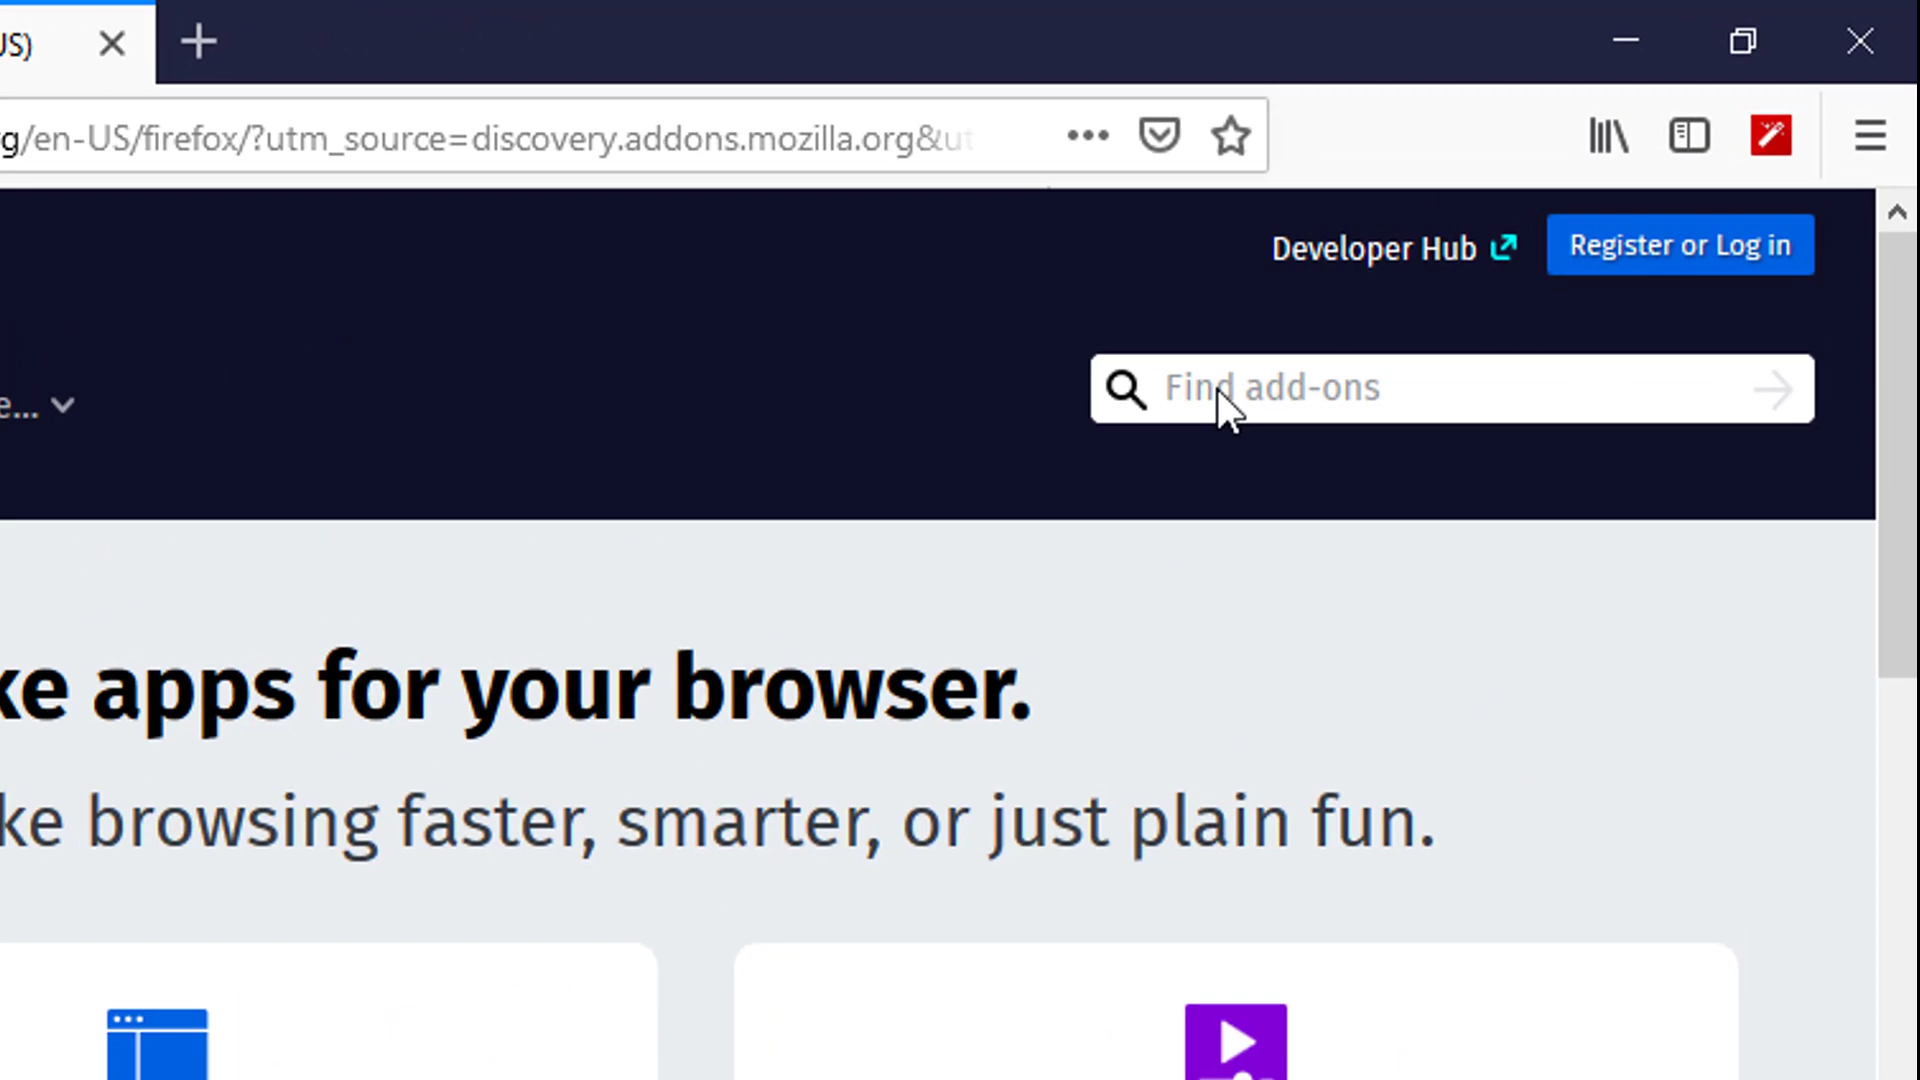 US)
g/en-US/firefox/?utm_source=discovery.addons.mozilla.org&ut
Developer Hub
Register or Log in
Find add-ons
e...
ke apps for your browser.
ke browsing faster, smarter, or just plain fun.